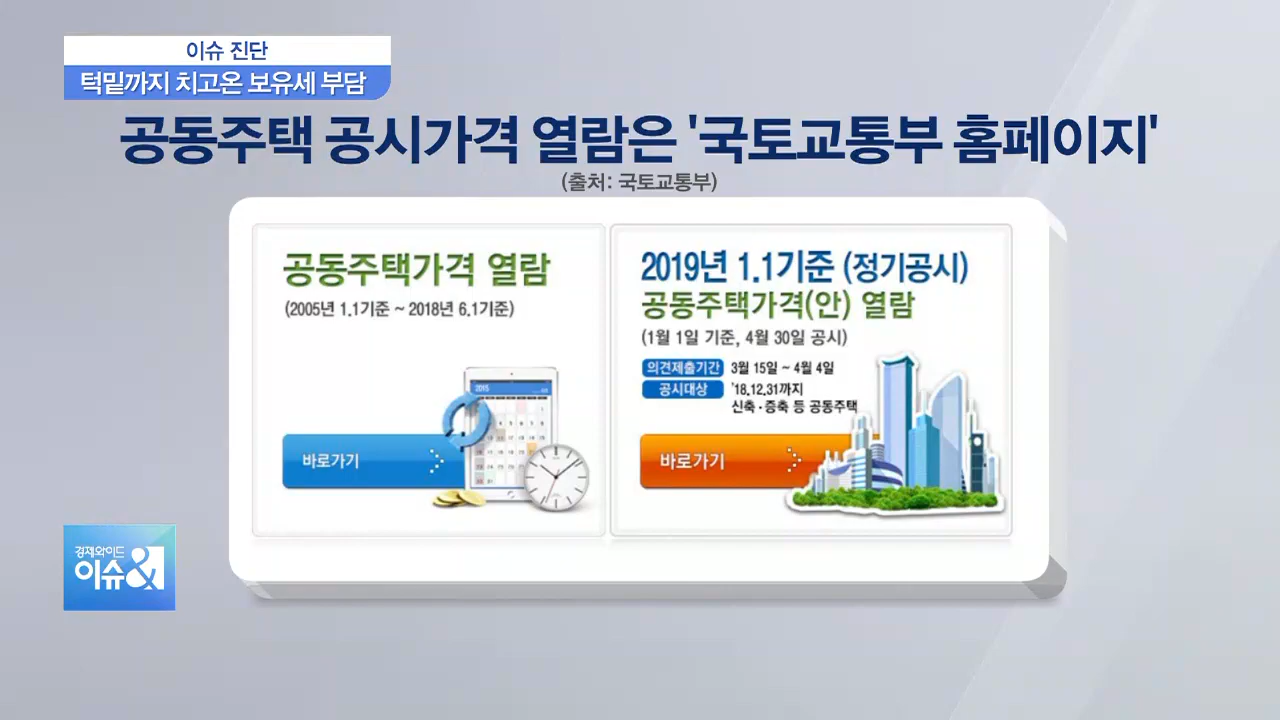 이슈 진단
턱밑까지 치고온 보유세 부담
공동주택 공시가격 열람은 '국토교통부 홈페이지'
(출처: 국토교통부)
공동주택가격 열람
(2005년 1.1기준 ~ 2018년 6.1기준)
2015
바로가기
2019년 1.1기준 (정기공시)
공동주택가격(안) 열람
(1월 1일 기준, 4월 30일 공시)
의견제출기간 3월 15일 ~ 4월 4일
공시대상 '18.12.31까지
신축·증축 등 공동주택
바로가기
경제와이드
이슈&